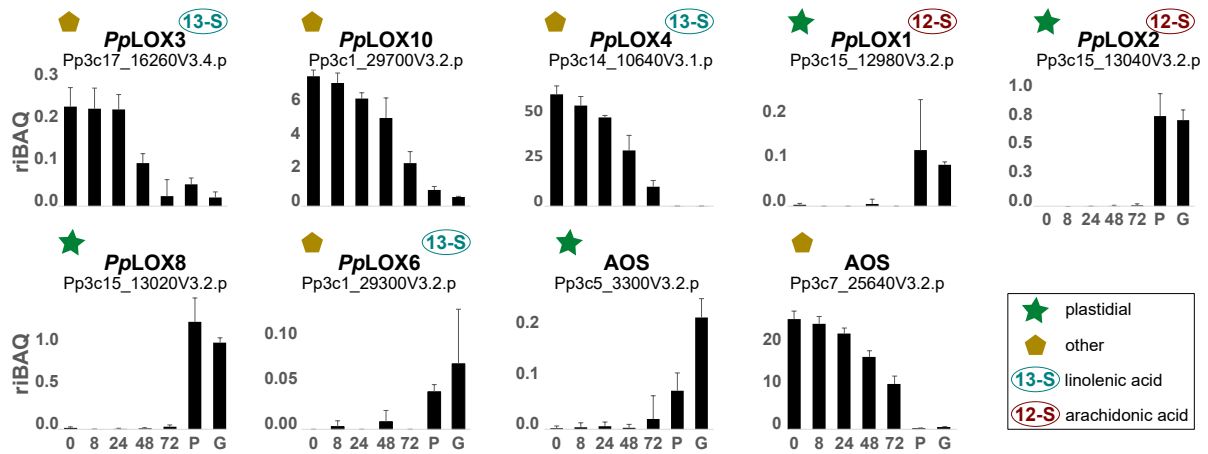 13-S
PpLOX3
Pp3c17_16260V3.4.p
riBAQ
0.3
0.2
0.1
0.0
PpLOX10
Pp3c1_29700V3.2.p
6
4
2
0
13-S
PpLOX4
Pp3c14_10640V3.1.p
50
25
0
12-S
PpLOX1
Pp3c15_12980V3.2.p
0.2
0.1
0.0
12-S
PpLOX2
Pp3c15_13040V3.2.p
1.0
0.8
0.5
0.3
0.0
0 8 24 48 72 P G
PpLOX8
Pp3c15_13020V3.2.p
riBAQ
1.0
0.5
0.0
0 8 24 48 72 P G
13-S
PpLOX6
Pp3c1_29300V3.2.p
0.10
0.05
0.00
0 8 24 48 72 P G
AOS
Pp3c5_3300V3.2.p
0.2
0.1
0.0
0 8 24 48 72 P G
AOS
Pp3c7_25640V3.2.p
20
10
0
0 8 24 48 72 P G
plastidial
other
13-S linolenic acid
12-S arachidonic acid